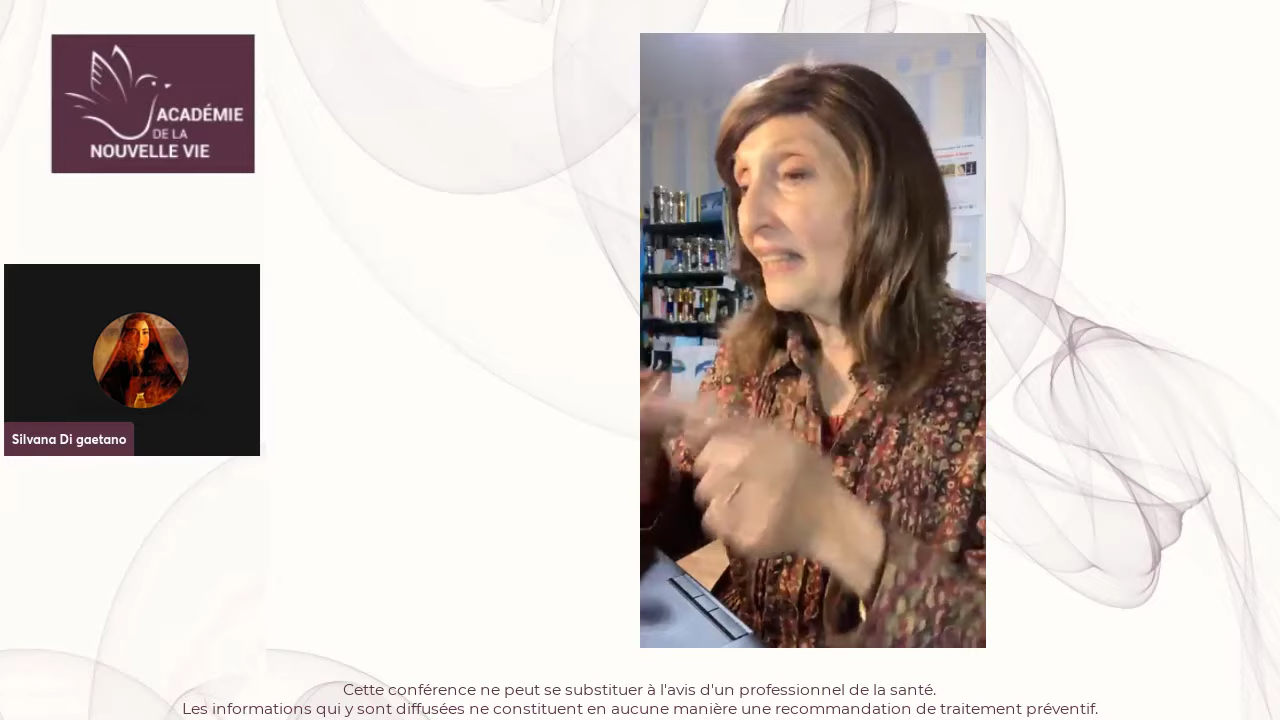 ACADÉMIE
DE LA
NOUVELLE VIE
Silvana Di gaetano
Cette conférence ne peut se substituer à l'avis d'un professionnel de la santé.
Les informations qui y sont diffusées ne constituent en aucune manière une recommandation de traitement préventif.